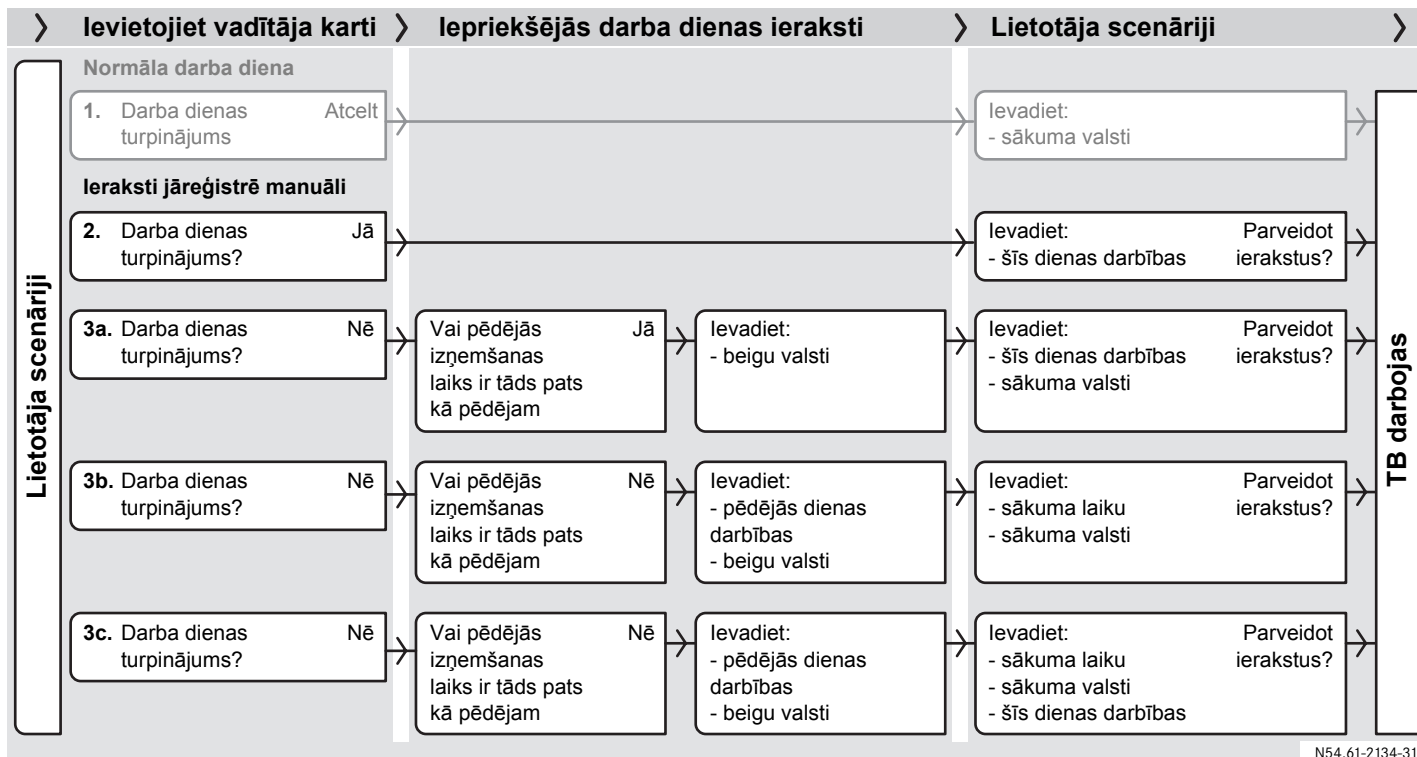 Ievietojiet vadītāja karti
Iepriekšējās darba dienas ieraksti
Lietotāja scenāriji
Lietotāja scenāriji
Normāla darba diena
1. Darba dienas Atcelt
turpinājums
Ievadiet:
- sākuma valsti
Ieraksti jāreģistrē manuāli
2. Darba dienas Jā
turpinājums?
Ievadiet: Parveidot
- šīs dienas darbības ierakstus?
3a. Darba dienas Nē
turpinājums?
Vai pēdējās Jā
izņemšanas
laiks ir tāds pats
kā pēdējam
Ievadiet:
- beigu valsti
Ievadiet: Parveidot
- šīs dienas darbības ierakstus?
- sākuma valsti
3b. Darba dienas Nē
turpinājums?
Vai pēdējās Nē
izņemšanas
laiks ir tāds pats
kā pēdējam
Ievadiet:
- pēdējās dienas
darbības
- beigu valsti
Ievadiet: Parveidot
- sākuma laiku ierakstus?
- sākuma valsti
3c. Darba dienas Nē
turpinājums?
Vai pēdējās Nē
izņemšanas
laiks ir tāds pats
kā pēdējam
Ievadiet:
- pēdējās dienas
darbības
- beigu valsti
Ievadiet: Parveidot
- sākuma laiku ierakstus?
- sākuma valsti
- šīs dienas darbības
TB darbojas
N54.61-2134-31